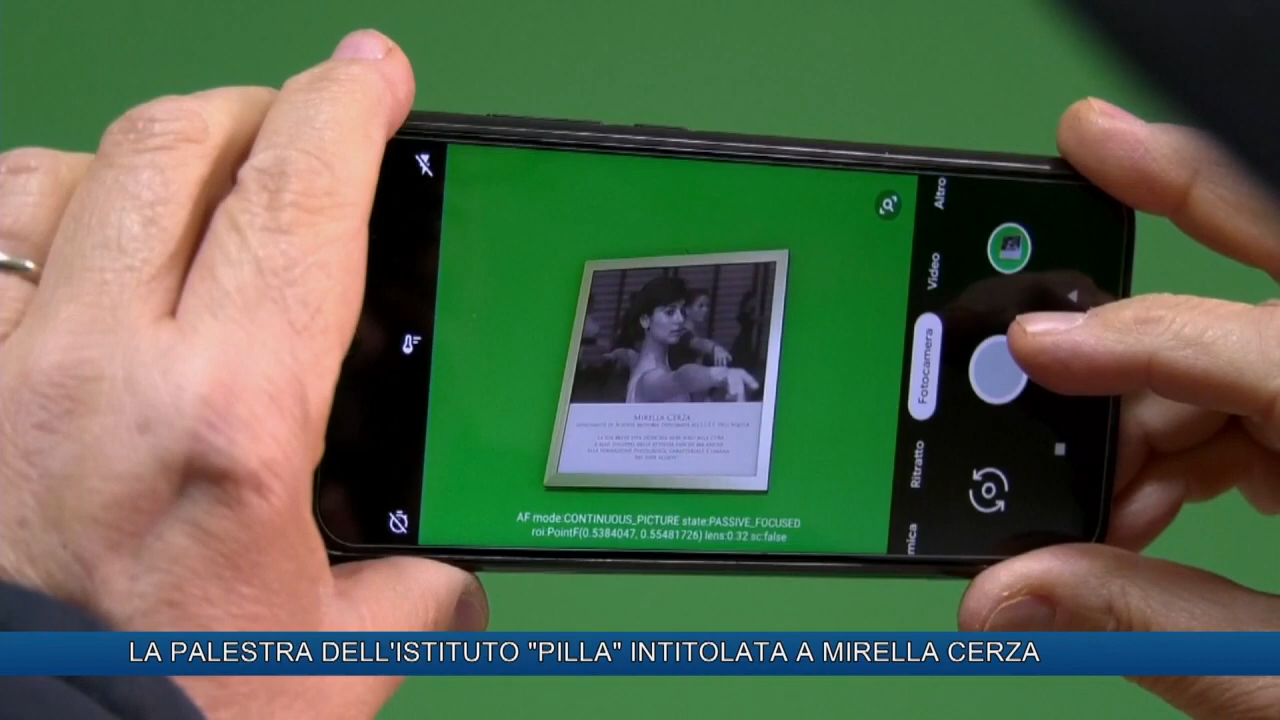 Altro
Video
Fotocamera
Ritratto
mica
MIRELLA CERZA
AF mode:CONTINUOUS_PICTURE state:PASSIVE_FOCUSED
roi:PointF(0.5384047, 0.55481726) lens:0.32 sc:false
LA PALESTRA DELL'ISTITUTO "PILLA" INTITOLATA A MIRELLA CERZA